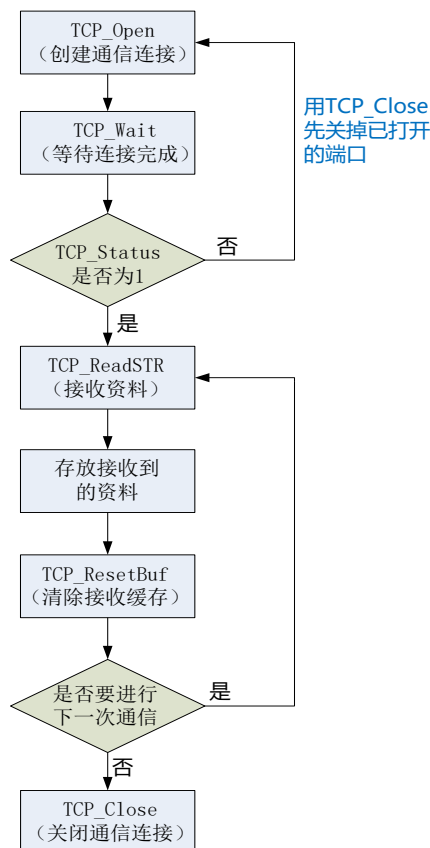 TCP_Open
（创建通信连接）
用TCP_Close
先关掉已打开
的端口
TCP_Wait
（等待连接完成）
TCP_Status
是否为1
否
是
TCP_ReadSTR
（接收资料）
存放接收到
的资料
TCP_ResetBuf
（清除接收缓存）
是否要进行
下一次通信
是
否
TCP_Close
（关闭通信连接）